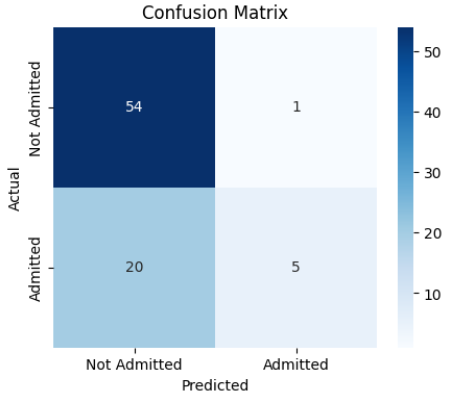 Confusion Matrix
Actual
Not Admitted
54
1
Admitted
20
5
Not Admitted
Admitted
Predicted
50
40
30
20
10